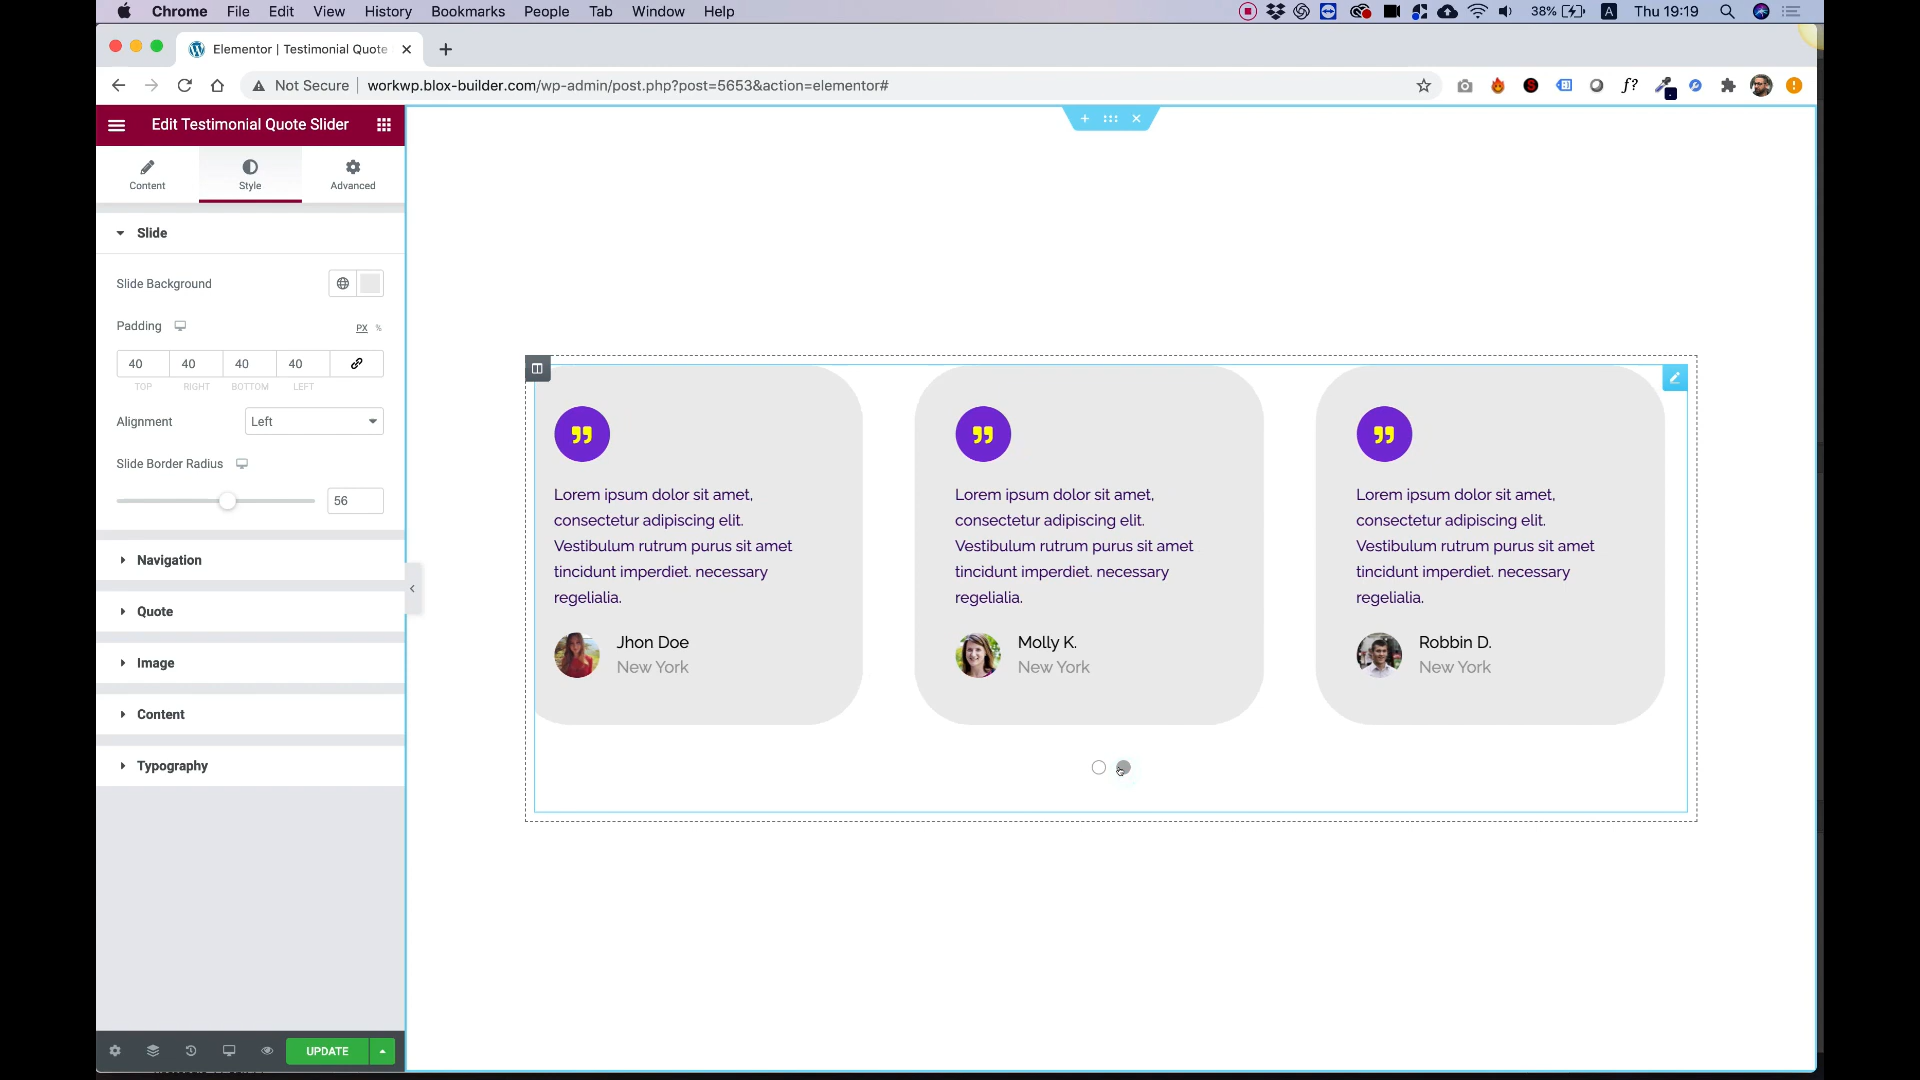 Chrome File Edit View History Bookmarks People Tab Window Help 38% A Thu 19:19
Elementor | Testimonial Quote
Not Secure workwp.blox-builder.com/wp-admin/post.php?post=5653&action=elementor#
f?
Edit Testimonial Quote Slider
Content Style Advanced
Slide
Slide Background
Padding PX %
40 40 40 40
TOP RIGHT BOTTOM LEFT
Alignment Left
Slide Border Radius
56
Navigation
Quote
Image
Content
Typography
UPDATE
Lorem ipsum dolor sit amet,
consectetur adipiscing elit.
Vestibulum rutrum purus sit amet
tincidunt imperdiet. necessary
regelialia.
Jhon Doe
New York
Lorem ipsum dolor sit amet,
consectetur adipiscing elit.
Vestibulum rutrum purus sit amet
tincidunt imperdiet. necessary
regelialia.
Molly K.
New York
Lorem ipsum dolor sit amet,
consectetur adipiscing elit.
Vestibulum rutrum purus sit amet
tincidunt imperdiet. necessary
regelialia.
Robbin D.
New York